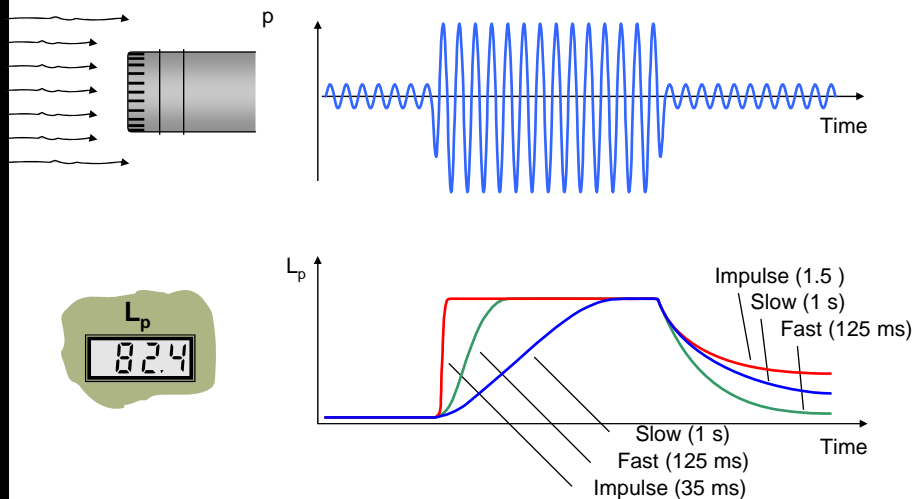 p
Time
Lp
Impulse (1.5 )
Slow (1 s)
Fast (125 ms)
Lp
82.4
Slow (1 s)
Time
Fast (125 ms)
Impulse (35 ms)